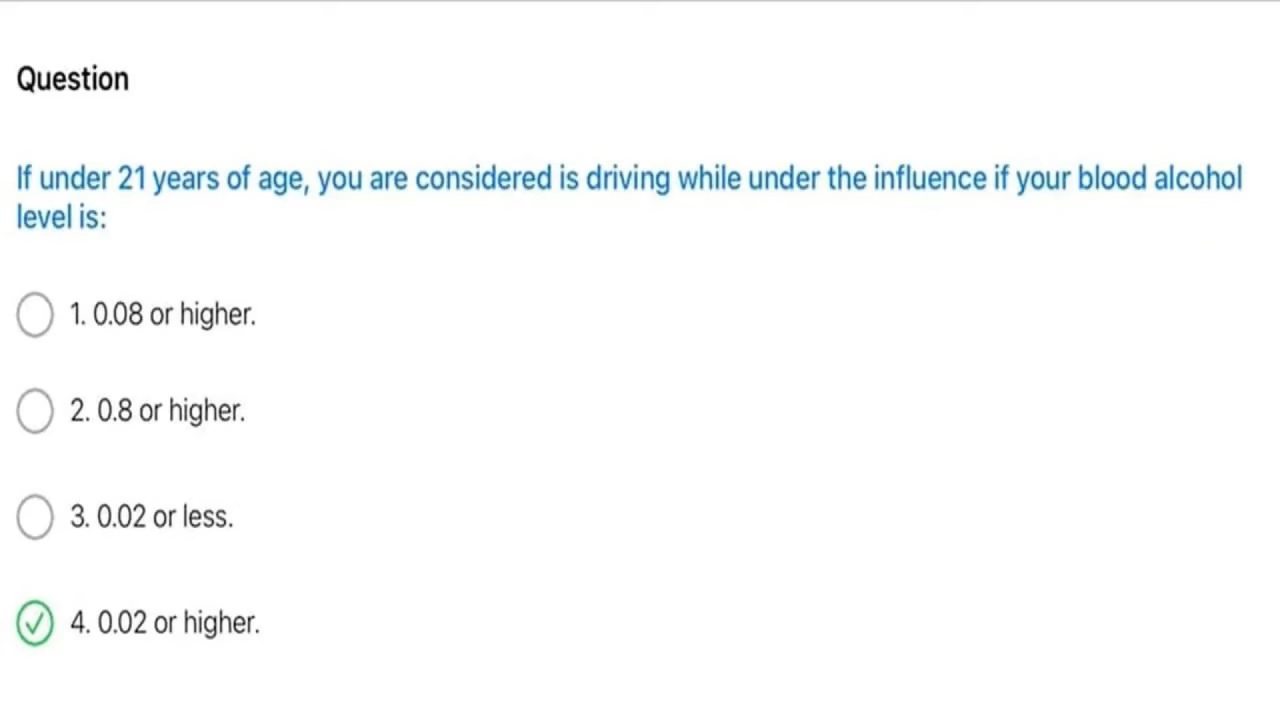 Question
If under 21 years of age, you are considered is driving while under the influence if your blood alcohol
level is:
1. 0.08 or higher.
2. 0.8 or higher.
3. 0.02 or less.
4. 0.02 or higher.